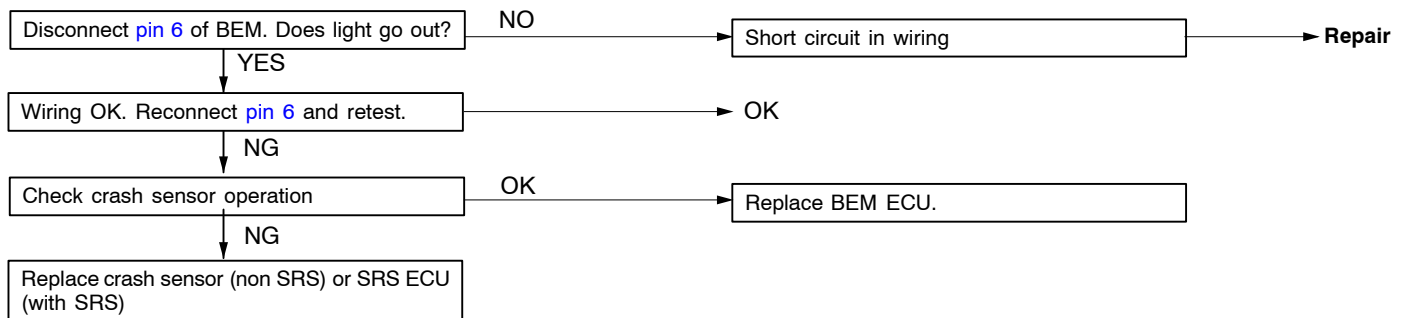 Disconnect pin 6 of BEM. Does light go out?
NO
Short circuit in wiring
Repair
YES
Wiring OK. Reconnect pin 6 and retest.
OK
NG
Check crash sensor operation
OK
Replace BEM ECU.
NG
Replace crash sensor (non SRS) or SRS ECU
(with SRS)